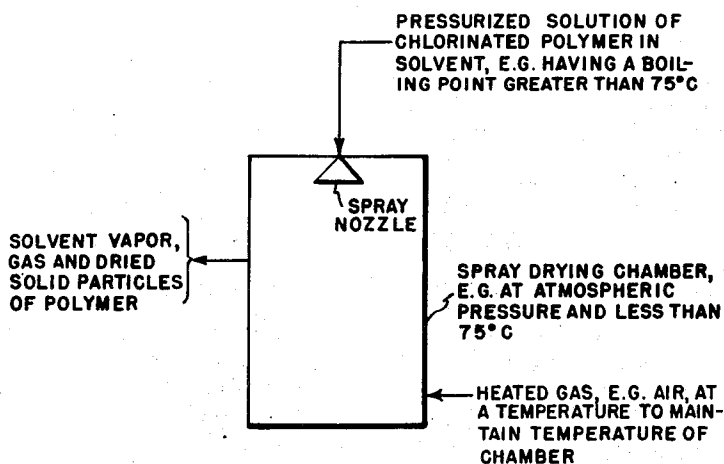 PRESSURIZED SOLUTION OF
CHLORINATED POLYMER IN
SOLVENT, E.G. HAVING A BOIL-
ING POINT GREATER THAN 75°C
SPRAY
NOZZLE
SOLVENT VAPOR,
GAS AND DRIED
SOLID PARTICLES
OF POLYMER
SPRAY DRYING CHAMBER,
E.G. AT ATMOSPHERIC
PRESSURE AND LESS THAN
75°C
HEATED GAS, E.G. AIR, AT
A TEMPERATURE TO MAIN-
TAIN TEMPERATURE OF
CHAMBER